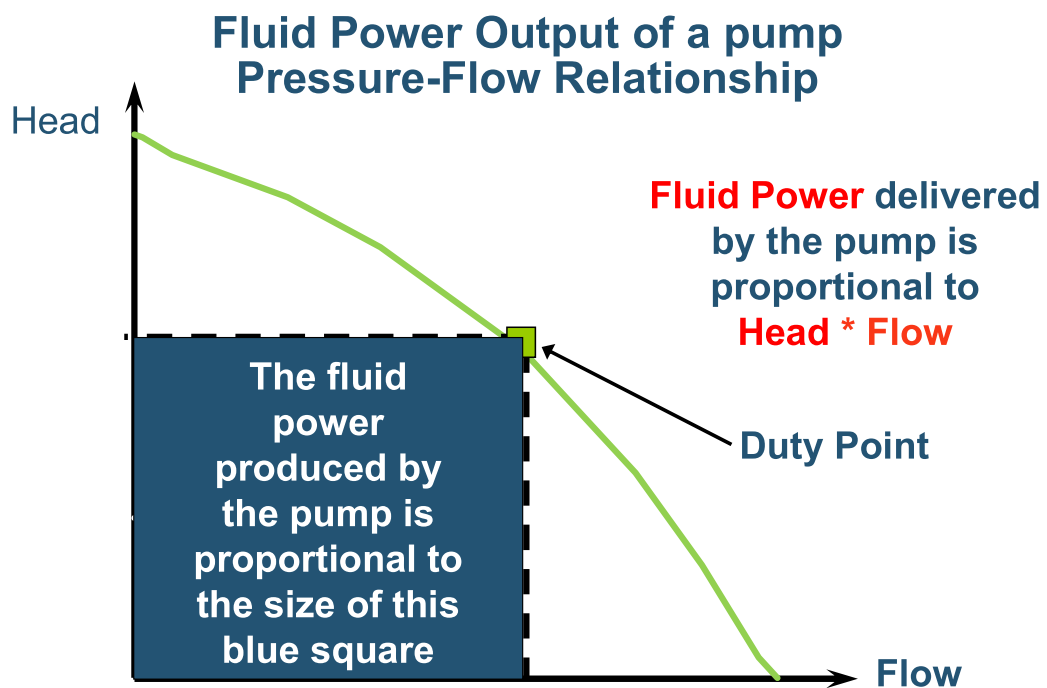 Fluid Power Output of a pump
Pressure-Flow Relationship
Head
Fluid Power delivered
by the pump is
proportional to
Head * Flow
The fluid
power
produced by
the pump is
proportional to
the size of this
blue square
Duty Point
Flow